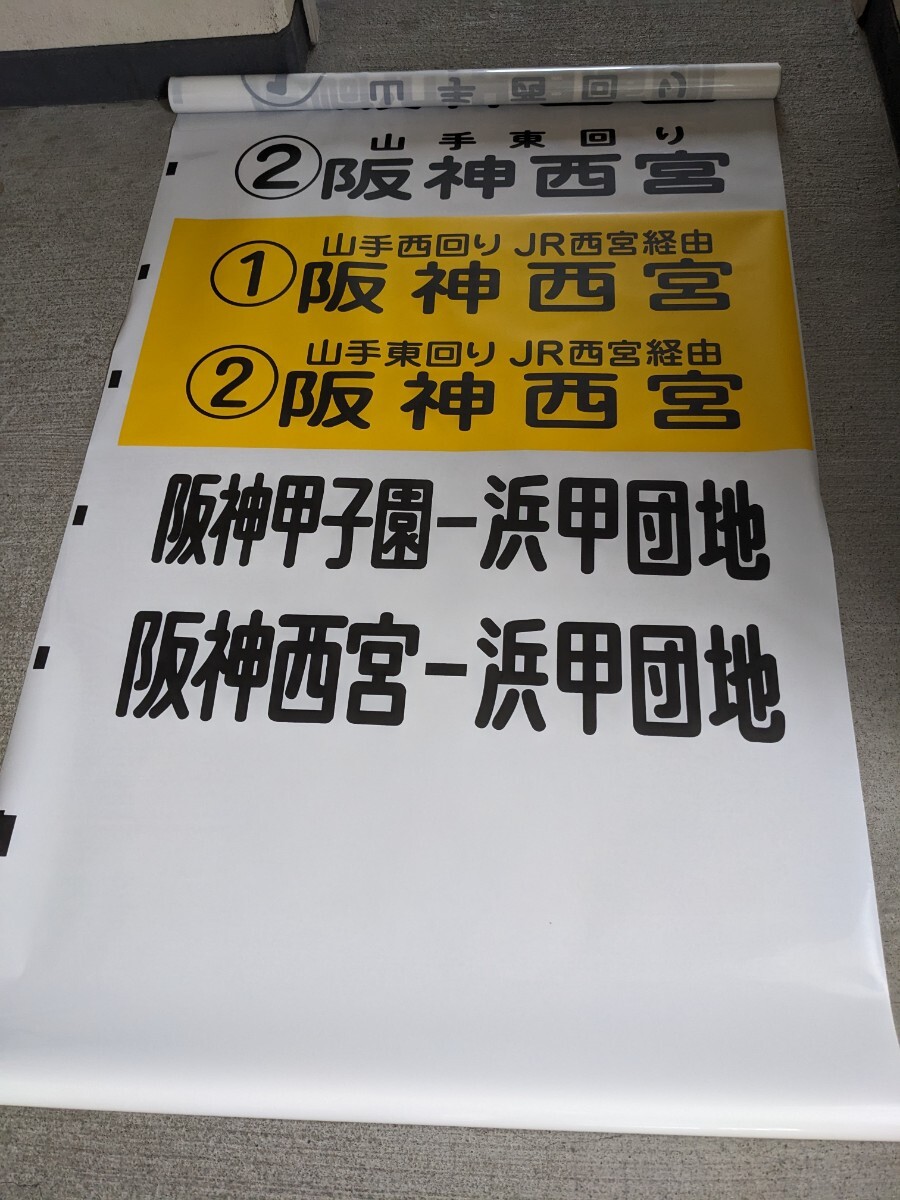 山手東回り
②阪神西宮
山手西回り JR西宮経由
①阪神西宮
山手東回り JR西宮経由
②阪神西宮
阪神甲子園ー浜甲団地
阪神西宮ー浜甲団地